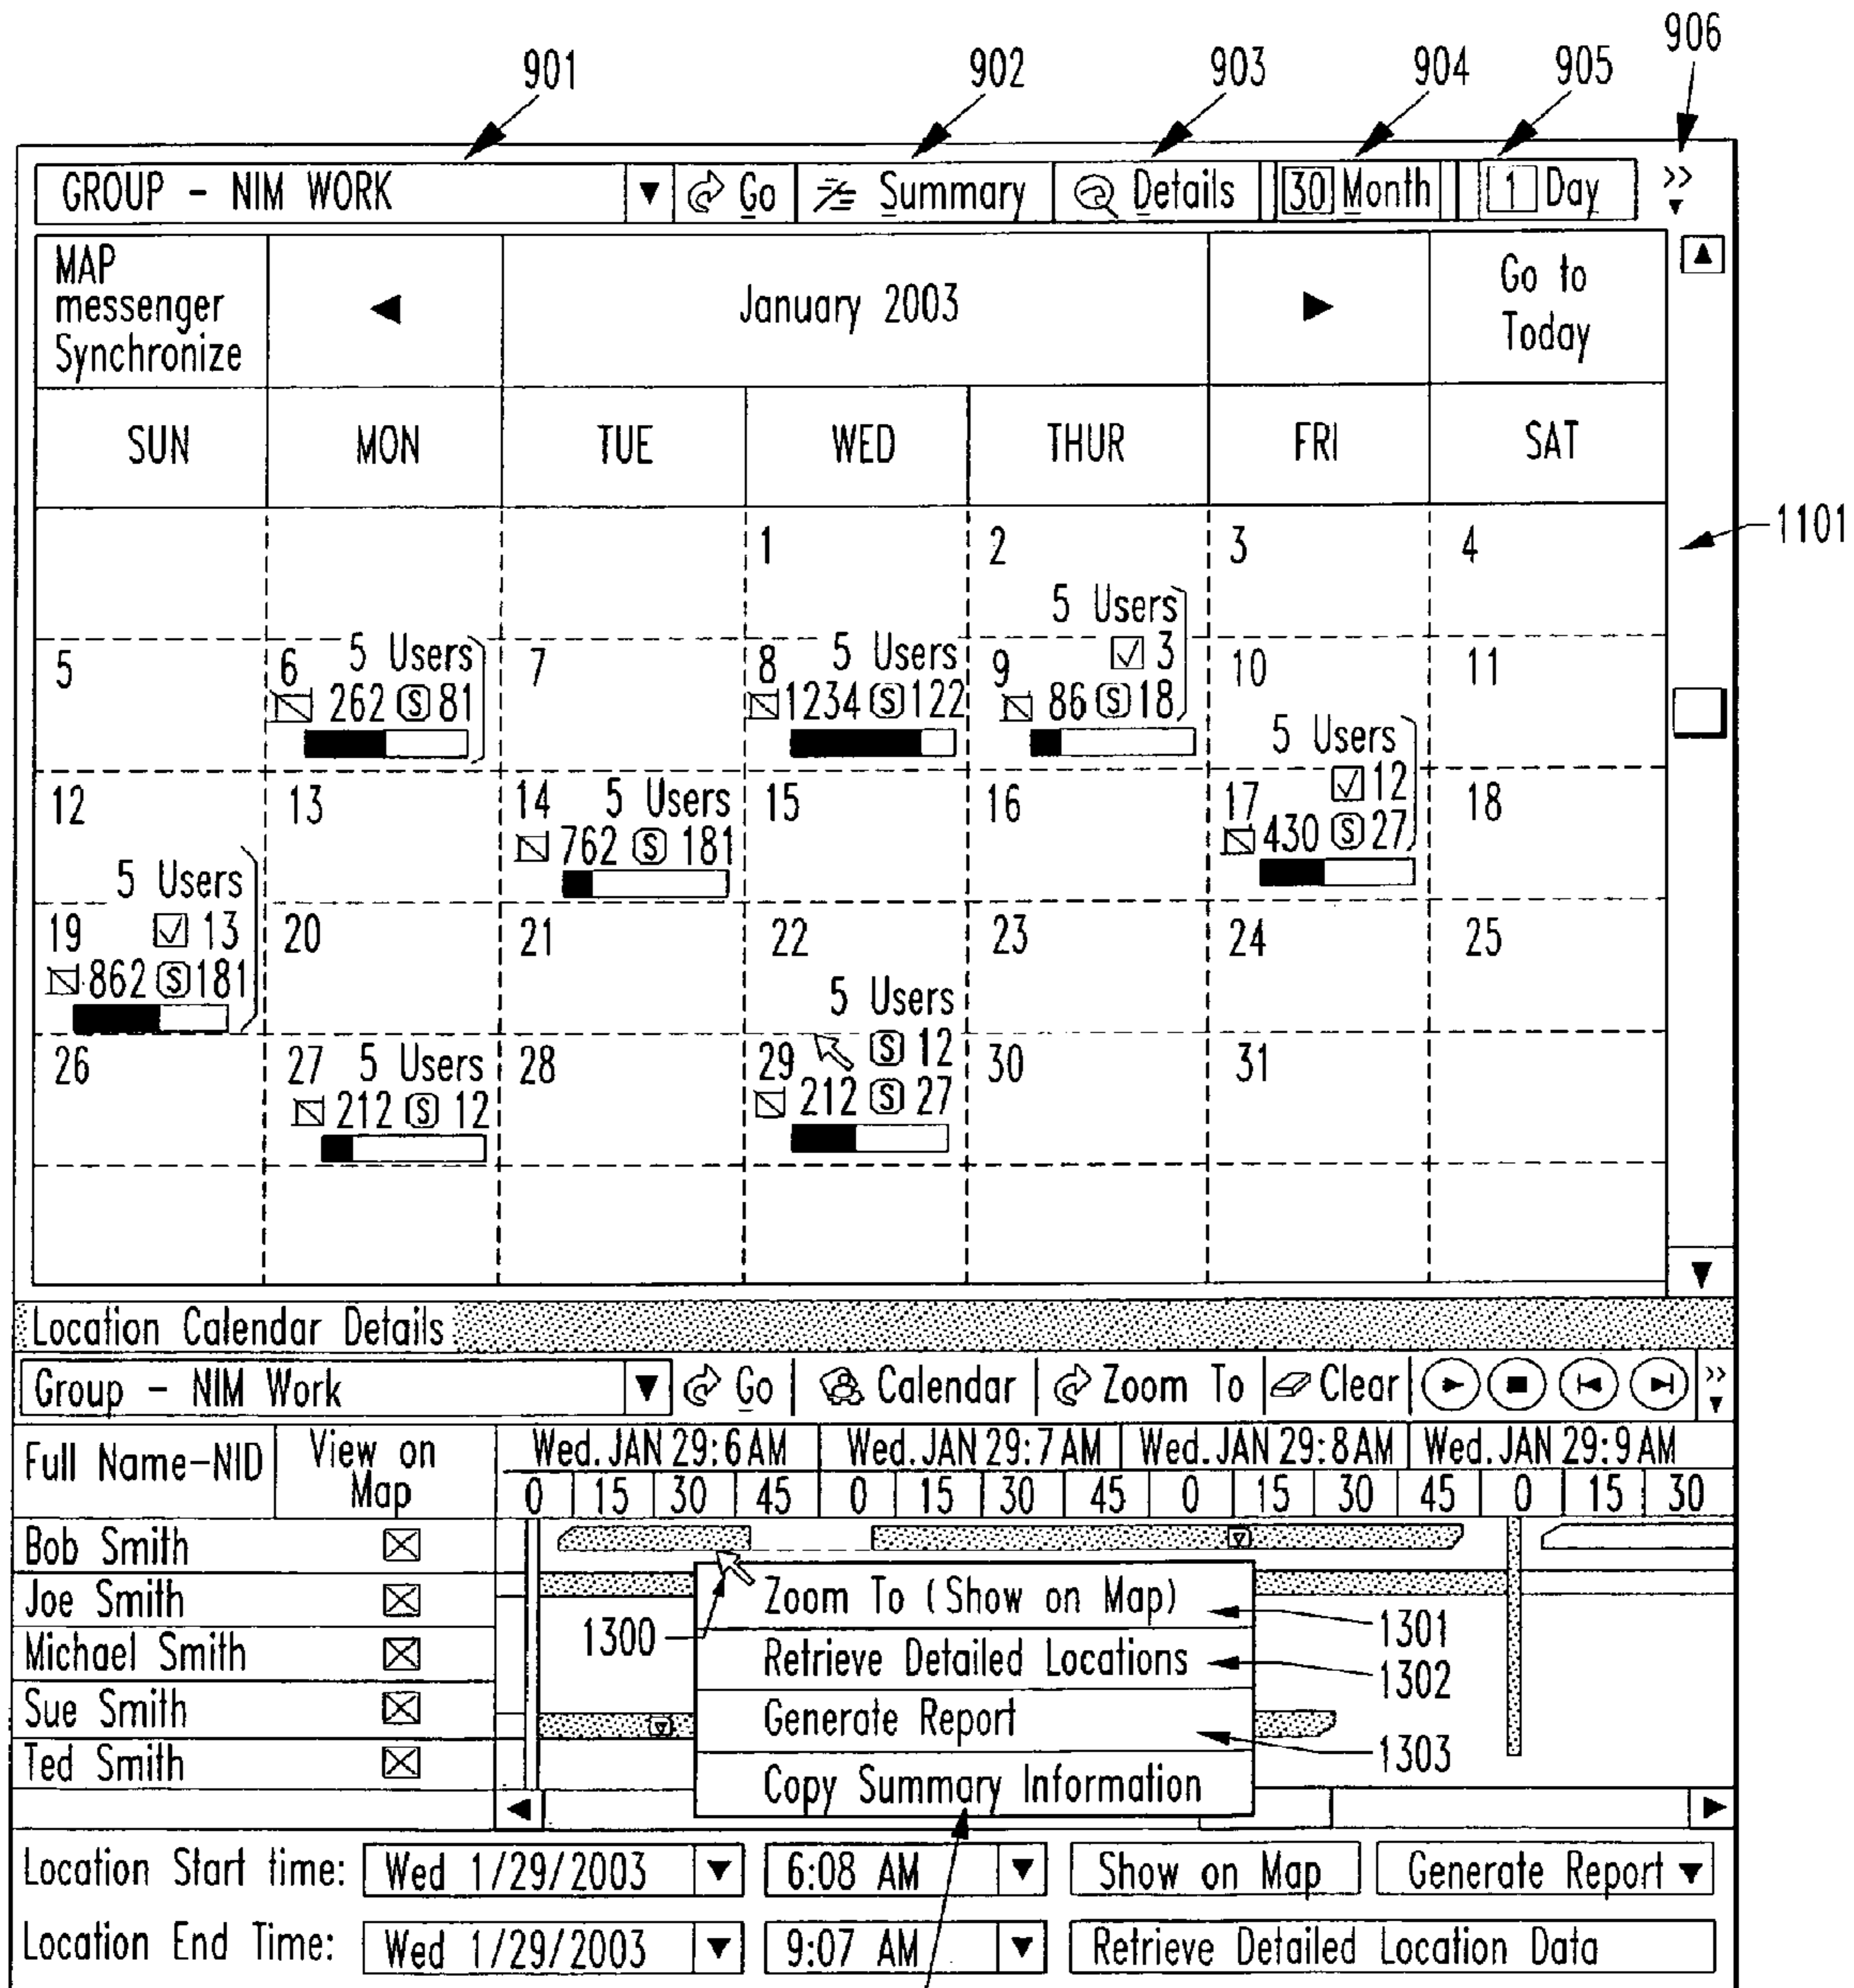 901 902 903 904 905 906
GROUP - NIM WORK Go Summary Details 30 Month 1 Day >>
MAP
messenger
Synchronize
January 2003
Go to
Today
SUN MON TUE WED THUR FRI SAT
1 2 3 4
1101
5 Users
5 6 5 Users 7 8 5 Users 9 3 10 11
262 S 81 1234 S 122 86 S 18
5 Users
12 13 14 5 Users 15 16 17 12 18
762 S 181 430 S 27
5 Users
19 13 20 21 22 23 24 25
862 S 181
5 Users
26 27 5 Users 28 29 S 12 30 31
212 S 12 212 S 27
Location Calendar Details
Group - NIM Work Go Calendar Zoom To Clear >>
Full Name-NID View on Map Wed. JAN 29:6AM Wed. JAN 29:7AM Wed. JAN 29:8AM Wed. JAN 29:9AM
0 15 30 45 0 15 30 45 0 15 30 45 0 15 30
Bob Smith
Joe Smith
Michael Smith
Sue Smith
Ted Smith
1300
Zoom To (Show on Map) 1301
Retrieve Detailed Locations 1302
Generate Report 1303
Copy Summary Information
Location Start time: Wed 1/29/2003 6:08 AM Show on Map Generate Report
Location End Time: Wed 1/29/2003 9:07 AM Retrieve Detailed Location Data